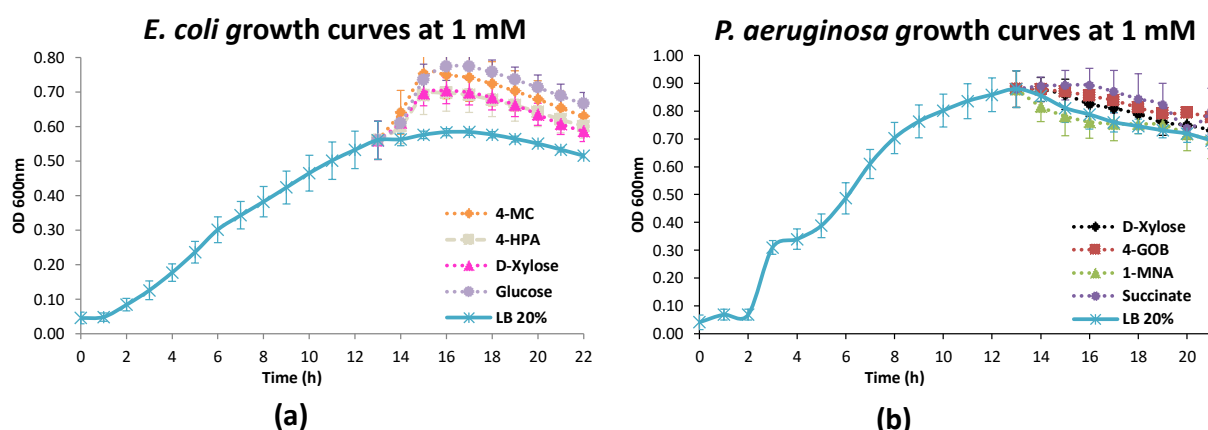 E. coli growth curves at 1 mM
0.80
0.70
0.60
0.50
0.40
0.30
0.20
0.10
0.00
OD 600nm
4-MC
4-HPA
D-Xylose
Glucose
LB 20%
0 2 4 6 8 10 12 14 16 18 20 22
Time (h)
(a)
P. aeruginosa growth curves at 1 mM
1.00
0.90
0.80
0.70
0.60
0.50
0.40
0.30
0.20
0.10
0.00
OD 600nm
D-Xylose
4-GOB
1-MNA
Succinate
LB 20%
0 2 4 6 8 10 12 14 16 18 20
Time (h)
(b)